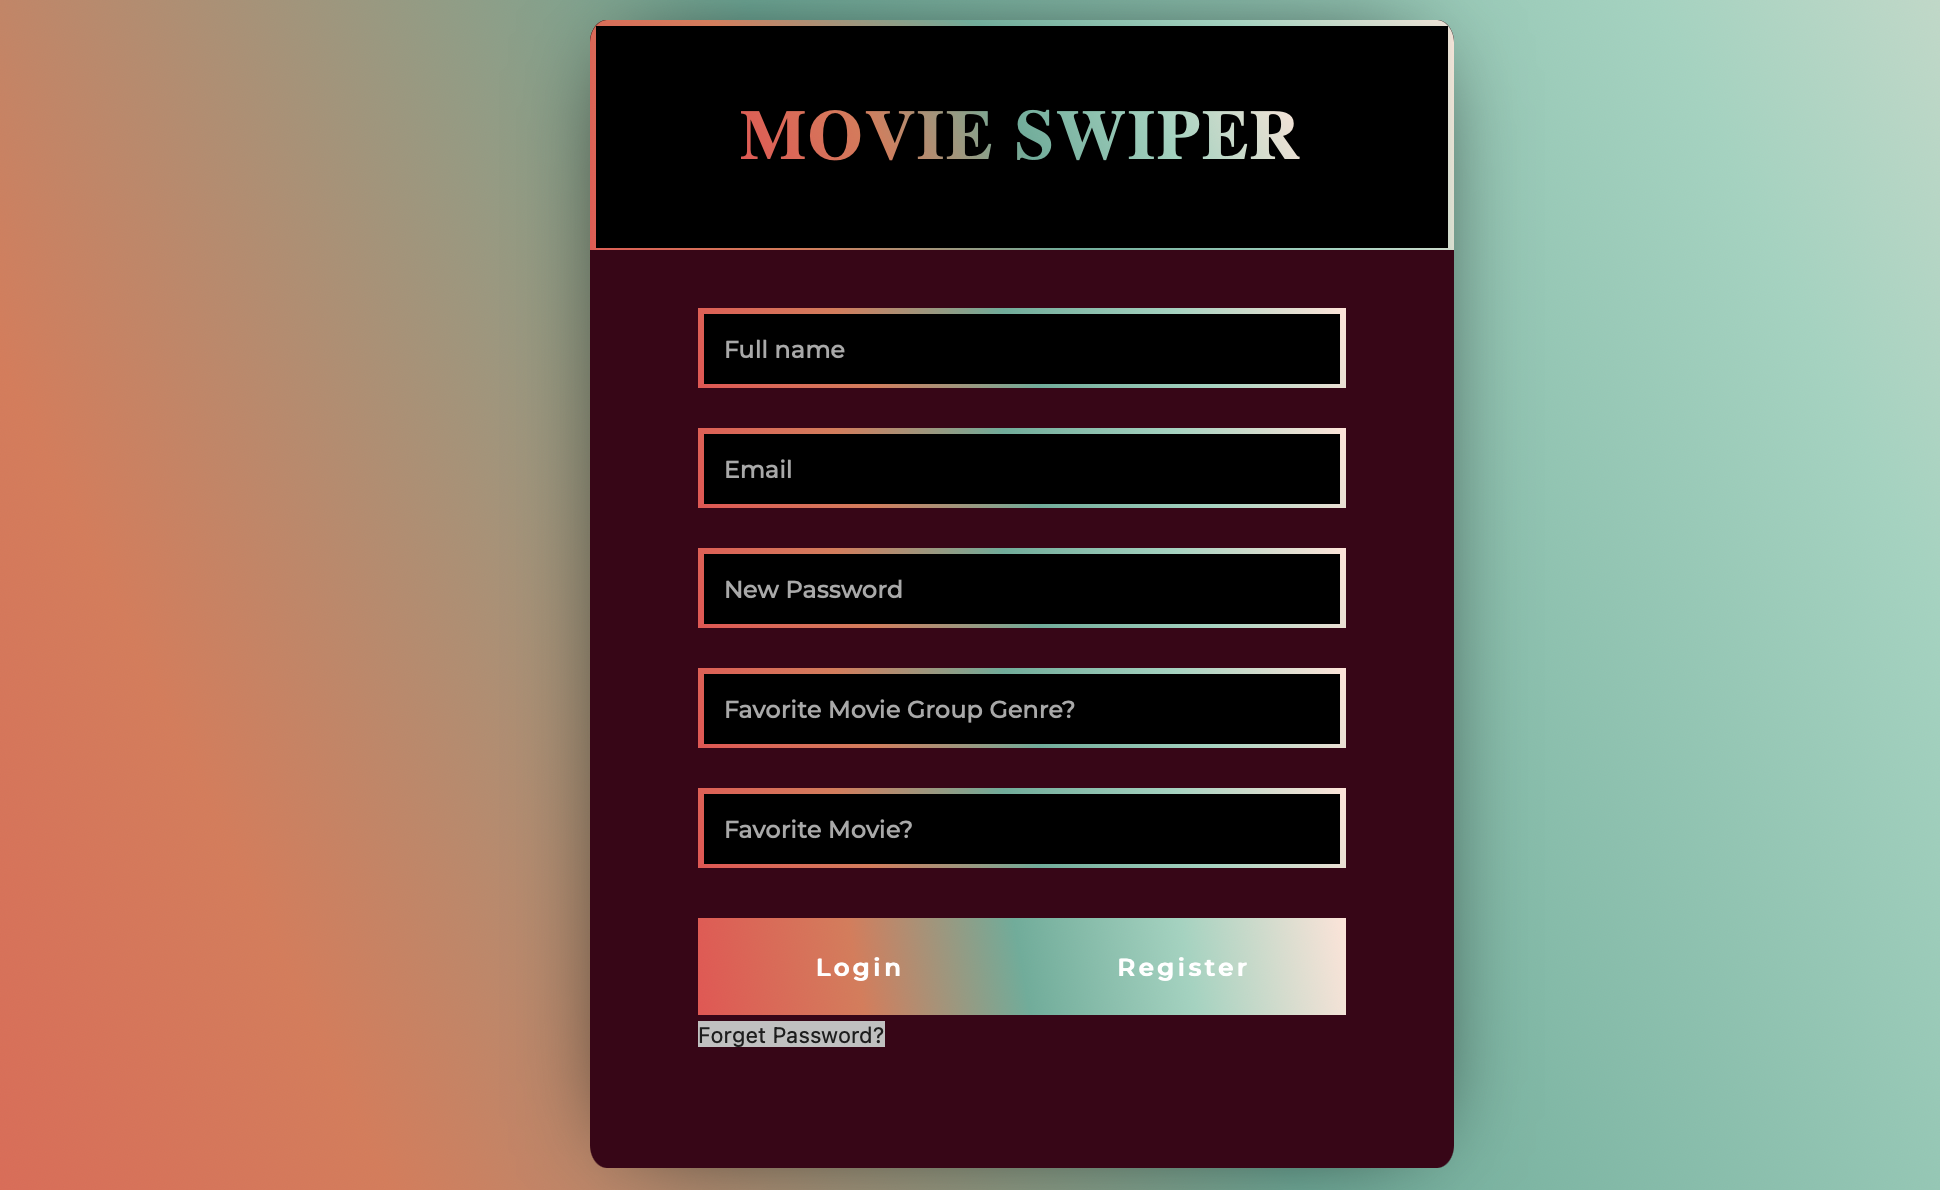 MOVIE SWIPER
Full name
Email
New Password
Favorite Movie Group Genre?
Favorite Movie?
Login Register
Forget Password?